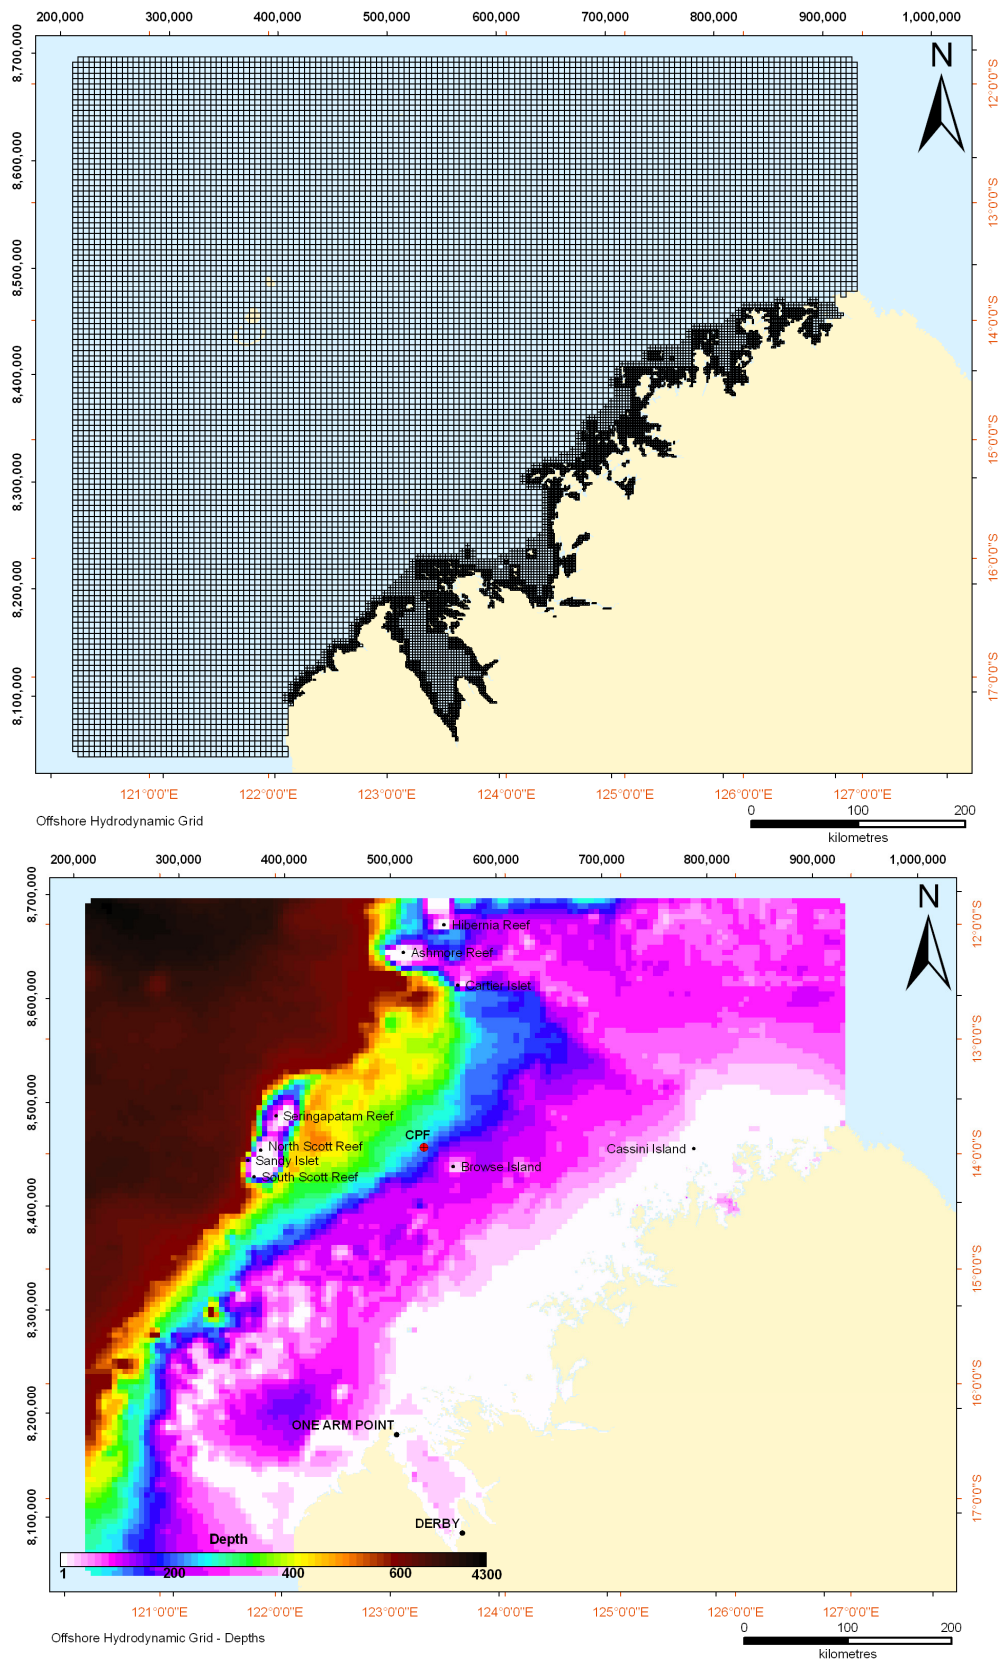 200,000 300,000 400,000 500,000 600,000 700,000 800,000 900,000 1,000,000
N
8,700,000
8,600,000
8,500,000
8,400,000
8,300,000
8,200,000
8,100,000
12°0'0"S
13°0'0"S
14°0'0"S
15°0'0"S
16°0'0"S
17°0'0"S
121°0'0"E 122°0'0"E 123°0'0"E 124°0'0"E 125°0'0"E 126°0'0"E 127°0'0"E
Offshore Hydrodynamic Grid
0 100 200
kilometres
200,000 300,000 400,000 500,000 600,000 700,000 800,000 900,000 1,000,000
N
8,700,000
8,600,000
8,500,000
8,400,000
8,300,000
8,200,000
8,100,000
12°0'0"S
13°0'0"S
14°0'0"S
15°0'0"S
16°0'0"S
17°0'0"S
Hibernia Reef
Ashmore Reef
Cartier Islet
Seringapatam Reef
CPF
North Scott Reef
Cassini Island
Sandy Islet
Browse Island
South Scott Reef
ONE ARM POINT
DERBY
Depth
1 200 400 600 4300
121°0'0"E 122°0'0"E 123°0'0"E 124°0'0"E 125°0'0"E 126°0'0"E 127°0'0"E
Offshore Hydrodynamic Grid - Depths
0 100 200
kilometres